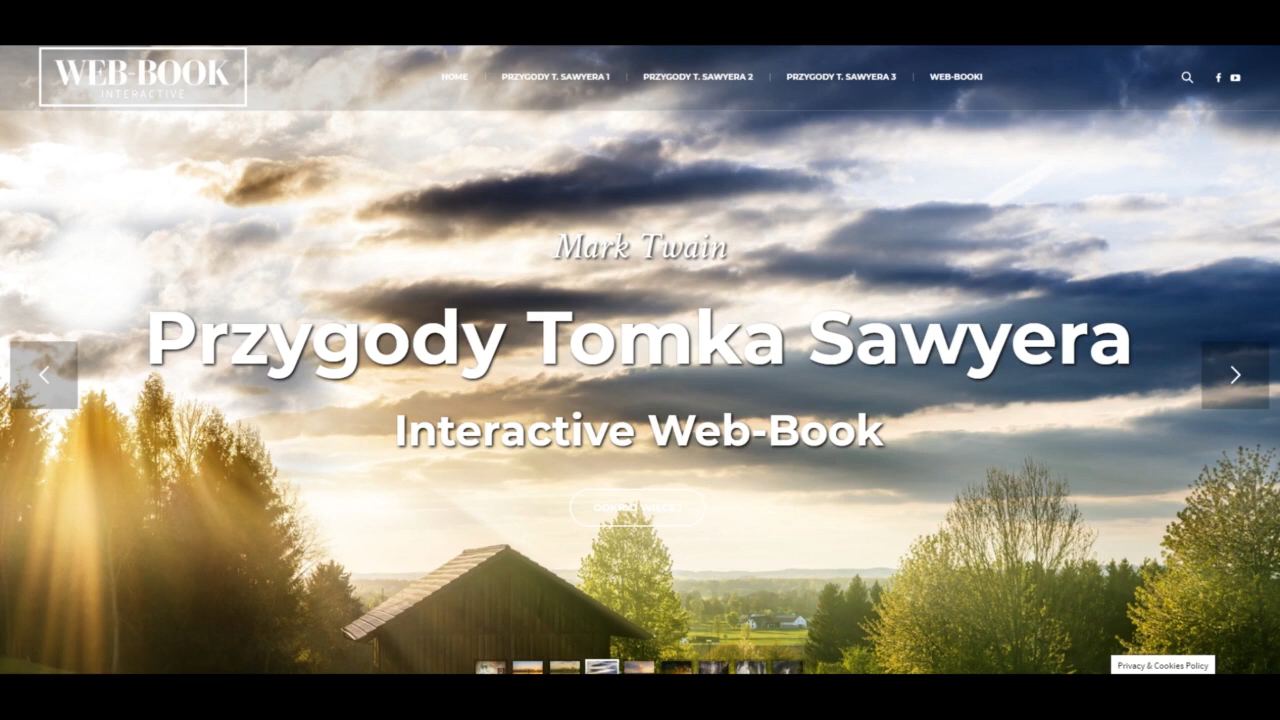 WEB-BOOK
INTERACTIVE
HOME
PRZYGODY T. SAWYERA 1
PRZYGODY T. SAWYERA 2
PRZYGODY T. SAWYERA 3
WEB-BOOKI
Mark Twain
Przygody Tomka Sawyera
Interactive Web-Book
Privacy & Cookies Policy